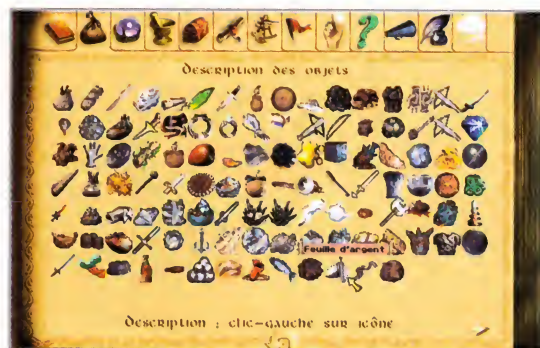 Description des objets
Feuille d'argent
Description : clic-gauche sur icône